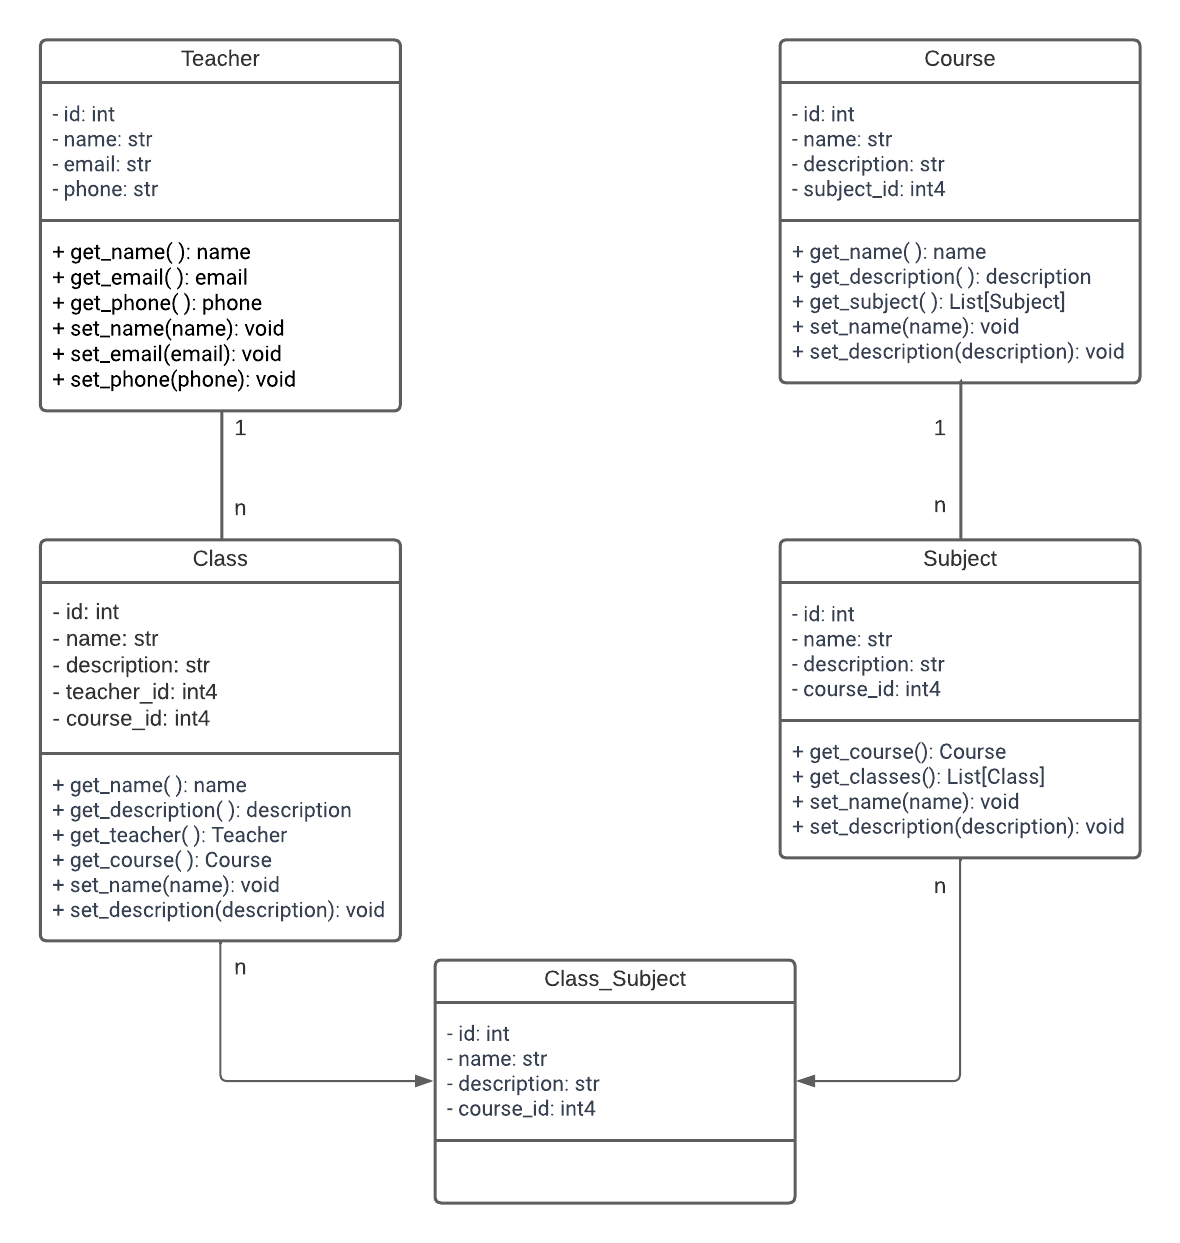 Teacher
- id: int
- name: str
- email: str
- phone: str
+ get_name( ): name
+ get_email( ): email
+ get_phone( ): phone
+ set_name(name): void
+ set_email(email): void
+ set_phone(phone): void
1
n
Course
- id: int
- name: str
- description: str
- subject_id: int4
+ get_name( ): name
+ get_description( ): description
+ get_subject( ): List[Subject]
+ set_name(name): void
+ set_description(description): void
1
n
Class
- id: int
- name: str
- description: str
- teacher_id: int4
- course_id: int4
+ get_name( ): name
+ get_description( ): description
+ get_teacher( ): Teacher
+ get_course( ): Course
+ set_name(name): void
+ set_description(description): void
n
Subject
- id: int
- name: str
- description: str
- course_id: int4
+ get_course(): Course
+ get_classes(): List[Class]
+ set_name(name): void
+ set_description(description): void
n
Class_Subject
- id: int
- name: str
- description: str
- course_id: int4